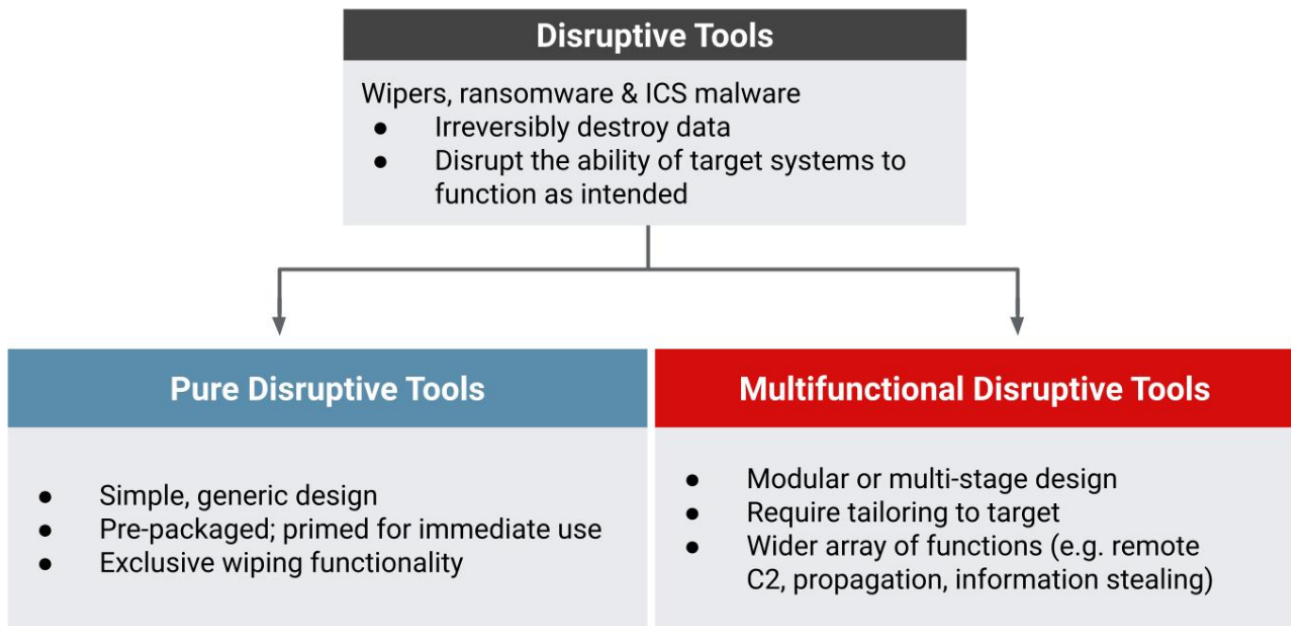 Disruptive Tools
Wipers, ransomware & ICS malware
● Irreversibly destroy data
● Disrupt the ability of target systems to
function as intended
Pure Disruptive Tools
● Simple, generic design
● Pre-packaged; primed for immediate use
● Exclusive wiping functionality
Multifunctional Disruptive Tools
● Modular or multi-stage design
● Require tailoring to target
● Wider array of functions (e.g. remote
C2, propagation, information stealing)